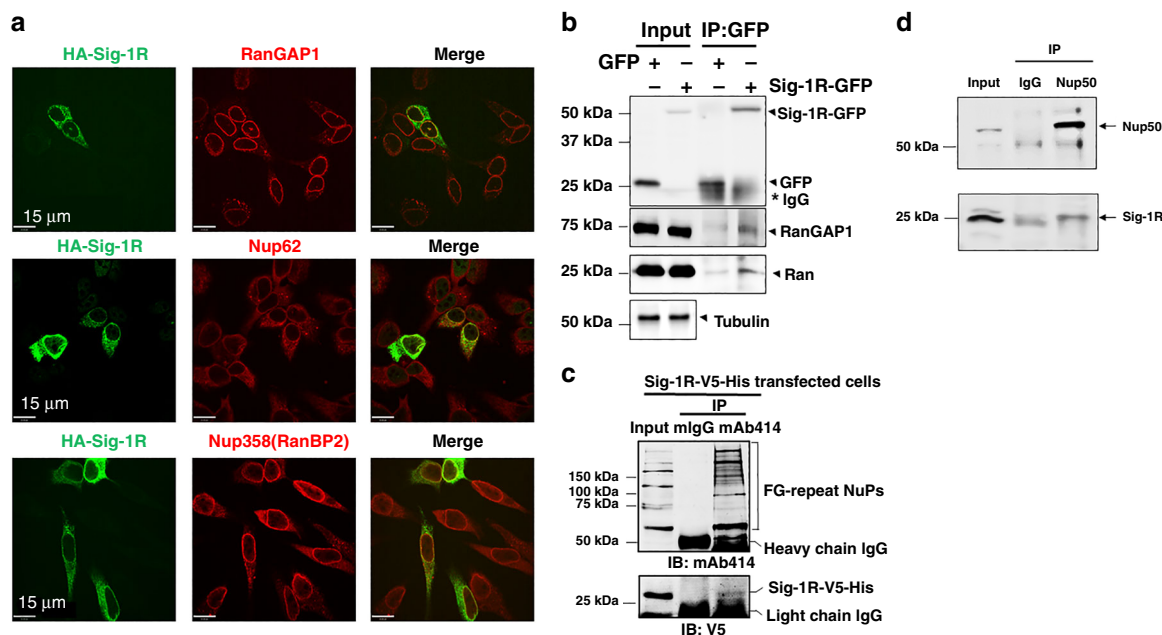 a
HA-Sig-1R RanGAP1 Merge
15 µm
HA-Sig-1R Nup62 Merge
15 µm
HA-Sig-1R Nup358(RanBP2) Merge
15 µm
b
Input IP:GFP
GFP + – + –
– + – + Sig-1R-GFP
50 kDa Sig-1R-GFP
37 kDa
25 kDa GFP
* IgG
75 kDa RanGAP1
25 kDa Ran
50 kDa Tubulin
c
Sig-1R-V5-His transfected cells
IP
Input mIgG mAb414
150 kDa
100 kDa
75 kDa
FG-repeat NuPs
50 kDa Heavy chain IgG
IB: mAb414
Sig-1R-V5-His
25 kDa
Light chain IgG
IB: V5
d
IP
Input IgG Nup50
Nup50
50 kDa
25 kDa Sig-1R